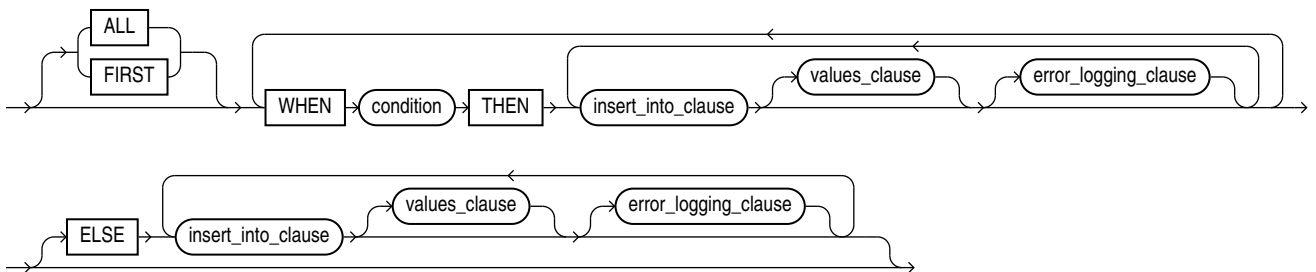 ALL
FIRST
values_clause error_logging_clause
WHEN condition THEN insert_into_clause
values_clause error_logging_clause
ELSE insert_into_clause